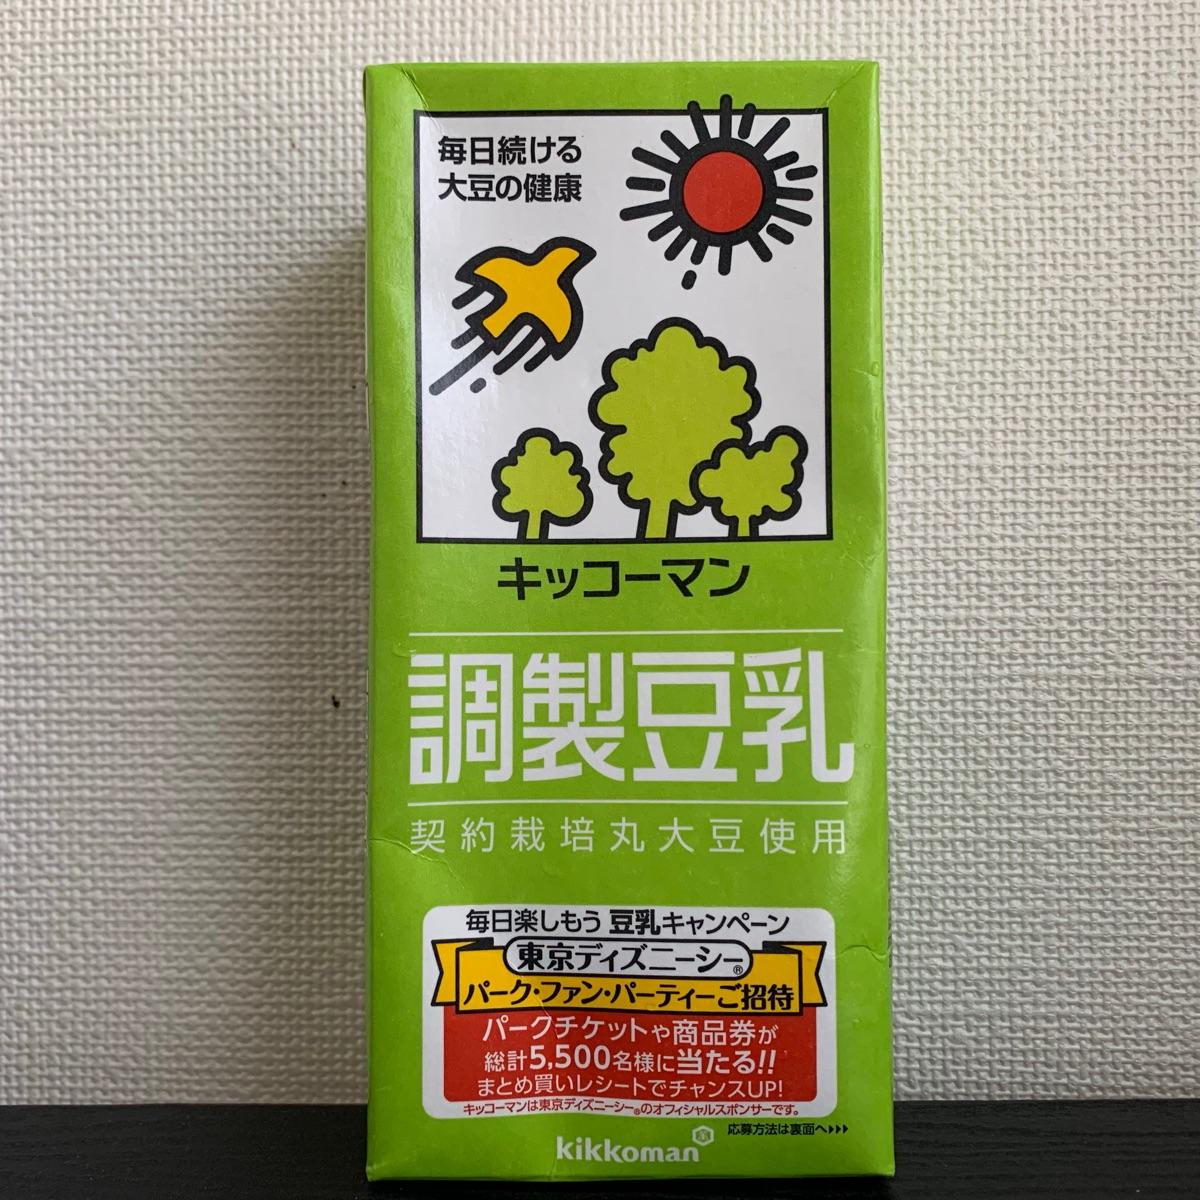 毎日続ける
大豆の健康
キッコーマン
調製豆乳
契約栽培丸大豆使用
毎日楽しもう 豆乳キャンペーン
東京ディズニーシー®
パーク・ファン・パーティーご招待
パークチケットや商品券が
総計5,500名様に当たる!!
まとめ買いレシートでチャンスUP!
キッコーマンは東京ディズニーシー®のオフィシャルスポンサーです。
応募方法は裏面へ▶▶▶
kikkoman